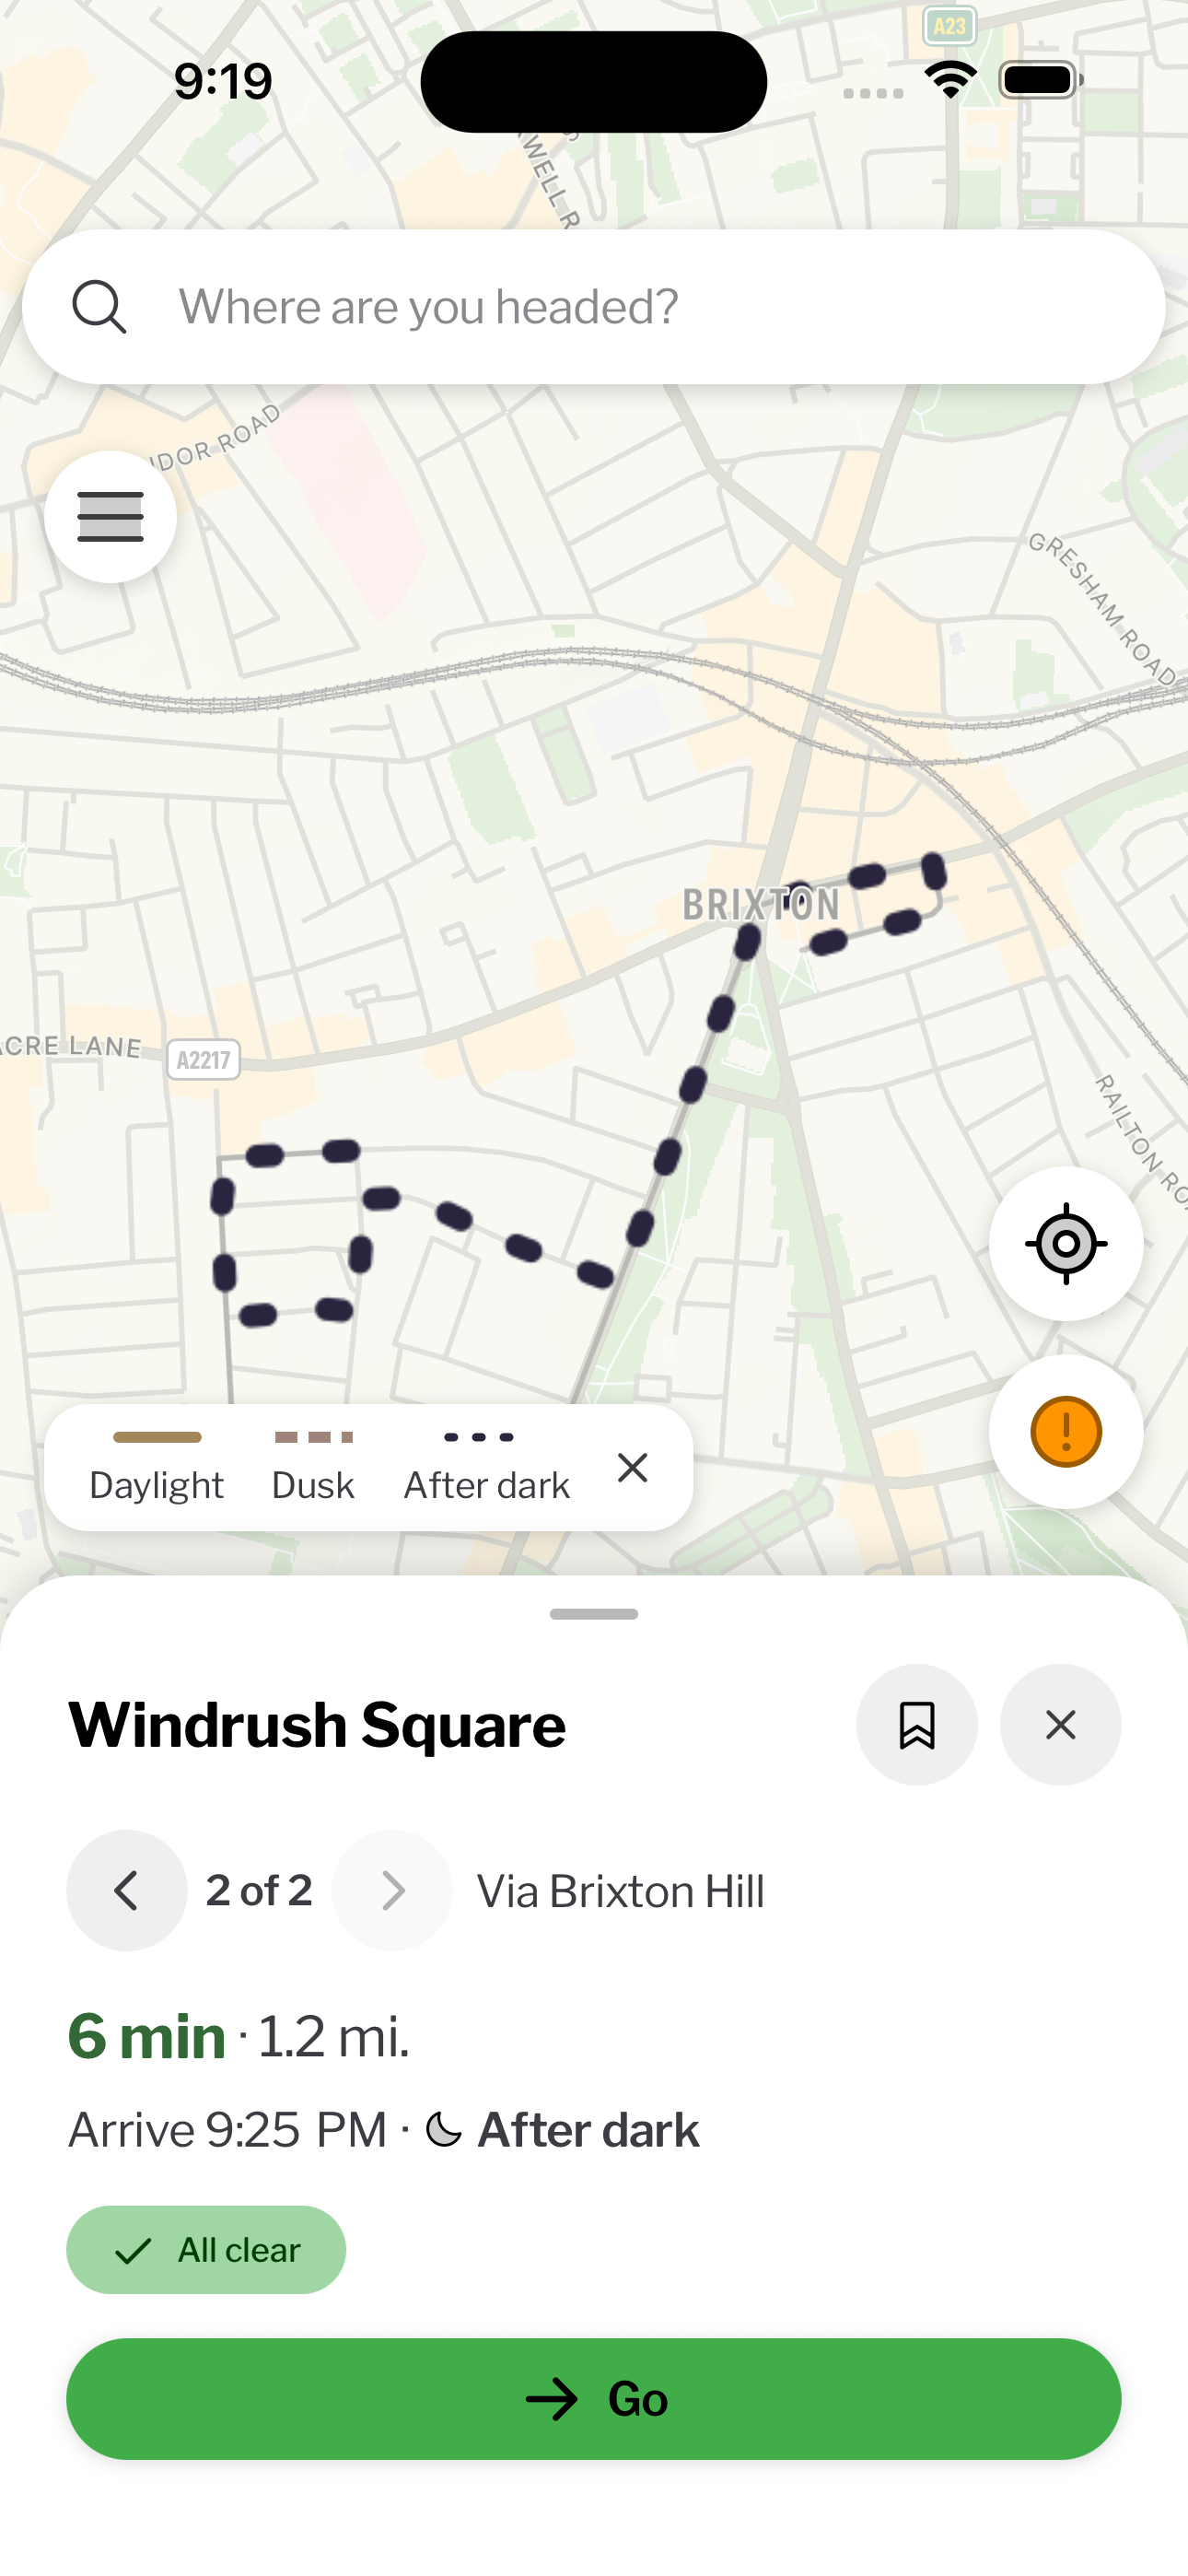 A23
9:19
WELL R
Where are you headed?
DOR ROAD
GRESHAM ROAD
BRIXTON
ACRE LANE
A2217
RAILTON RO
Daylight
Dusk
After dark
Windrush Square
2 of 2
Via Brixton Hill
6 min · 1.2 mi.
Arrive 9:25 PM · After dark
All clear
Go